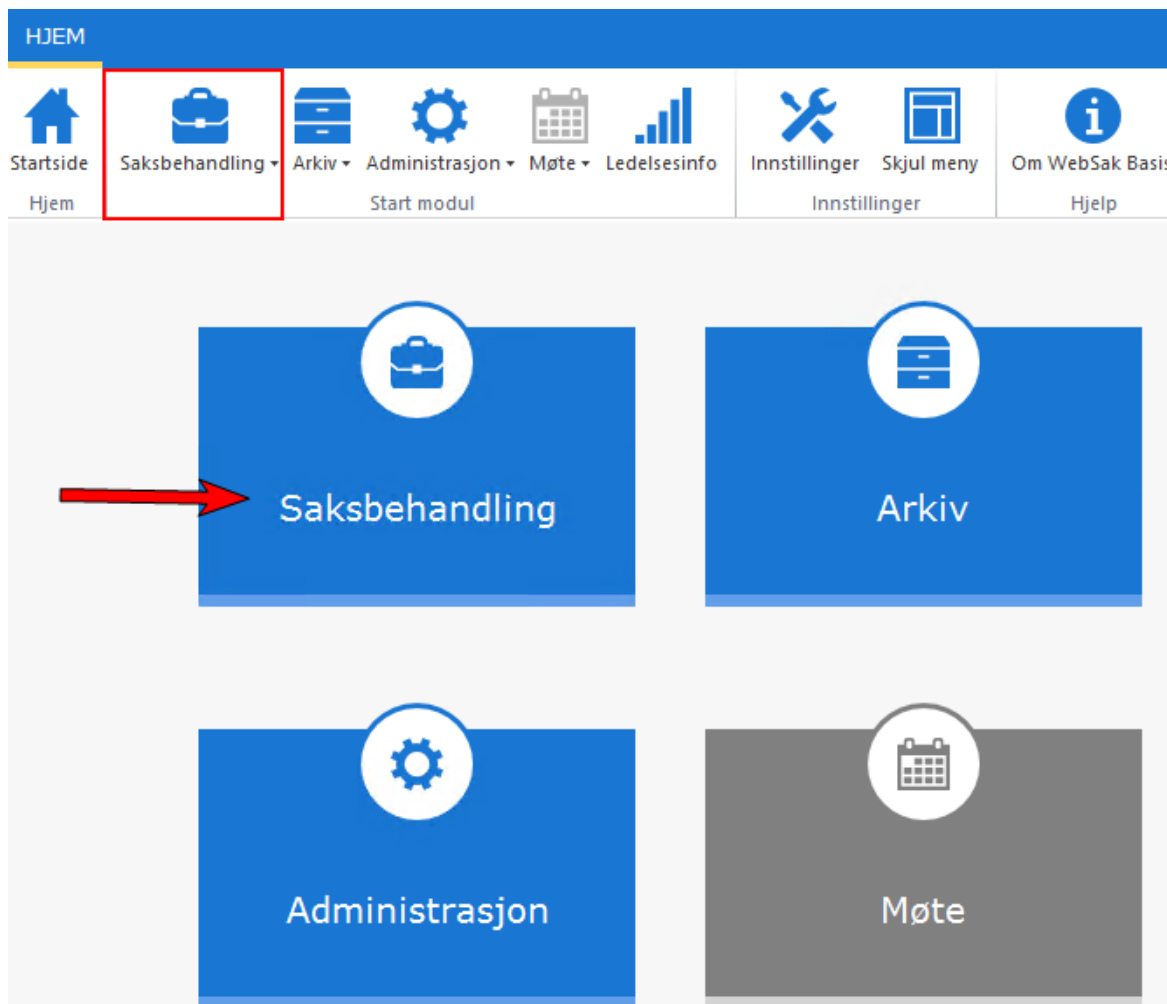 HJEM
Startside Saksbehandling Arkiv Administrasjon Møte Ledelsesinfo Innstillinger Skjul meny Om WebSak Basis
Hjem Start modul Innstillinger Hjelp
Saksbehandling Arkiv
Administrasjon Møte